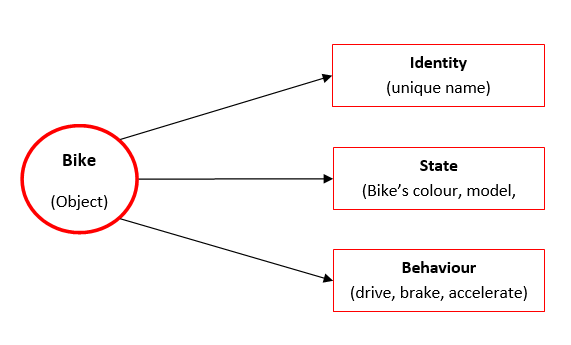 Bike
(Object)
Identity
(unique name)
State
(Bike’s colour, model,
Behaviour
(drive, brake, accelerate)